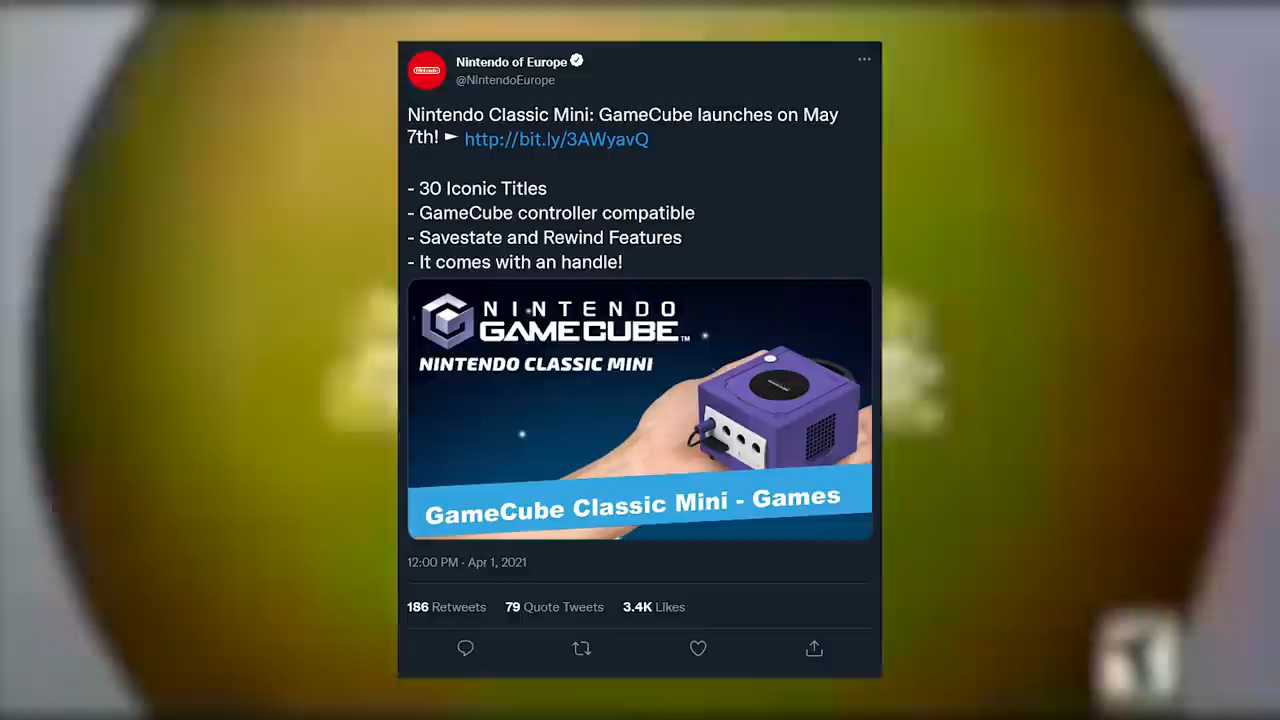 Nintendo of Europe
@NintendoEurope
Nintendo Classic Mini: GameCube launches on May
7th! ► http://bit.ly/3AWyavQ
- 30 Iconic Titles
- GameCube controller compatible
- Savestate and Rewind Features
- It comes with an handle!
NINTENDO
GAMECUBE™
NINTENDO CLASSIC MINI
GameCube Classic Mini - Games
12:00 PM · Apr 1, 2021
186 Retweets 79 Quote Tweets 3.4K Likes